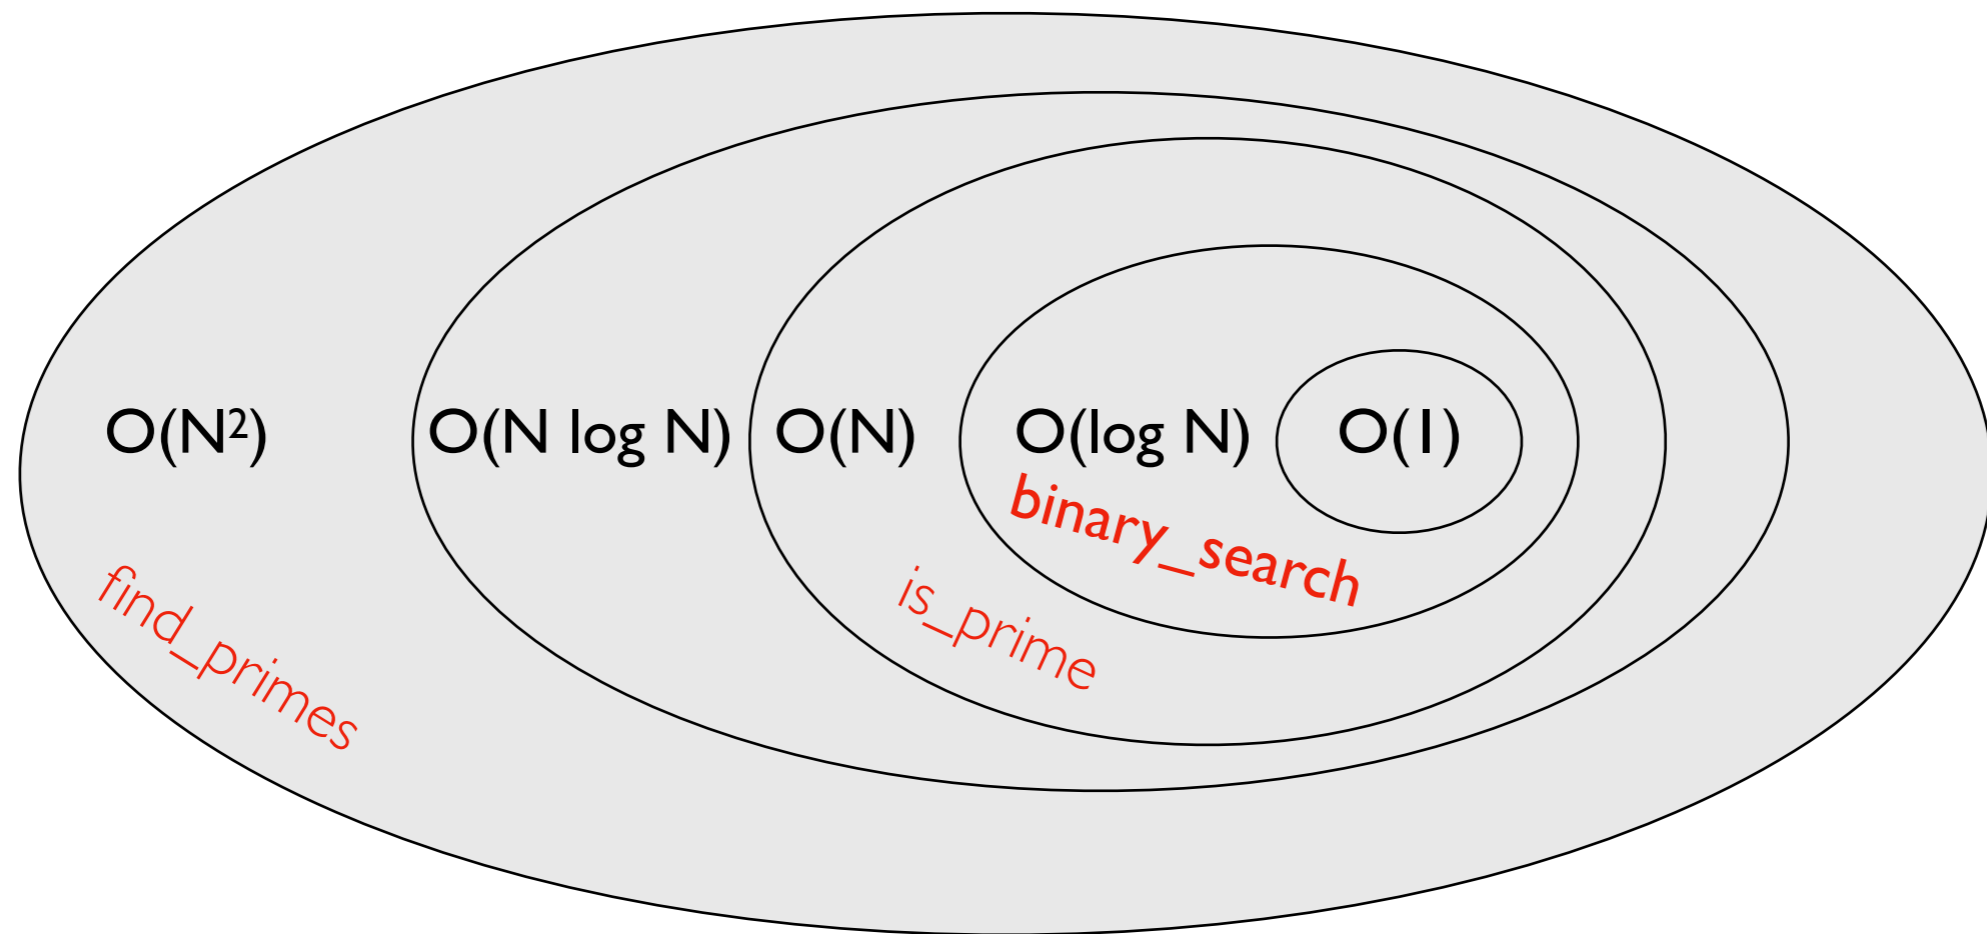 O(N²)
O(N log N)
O(N)
O(log N)
O(1)
binary_search
is_prime
find_primes